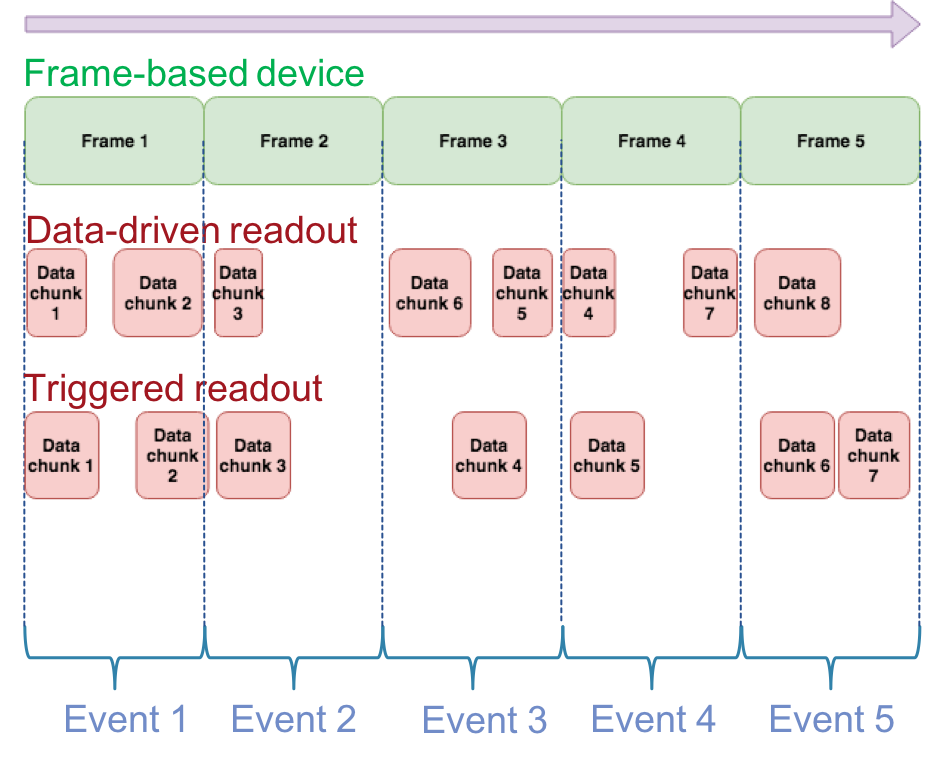 Frame-based device
Frame 1
Frame 2
Frame 3
Frame 4
Frame 5
Data-driven readout
Data
chunk
1
Data
chunk 2
Data
chunk
3
Data
chunk 6
Data
chunk
5
Data
chunk
4
Data
chunk
7
Data
chunk 8
Triggered readout
Data
chunk 1
Data
chunk
2
Data
chunk 3
Data
chunk 4
Data
chunk 5
Data
chunk 6
Data
chunk
7
Event 1
Event 2
Event 3
Event 4
Event 5